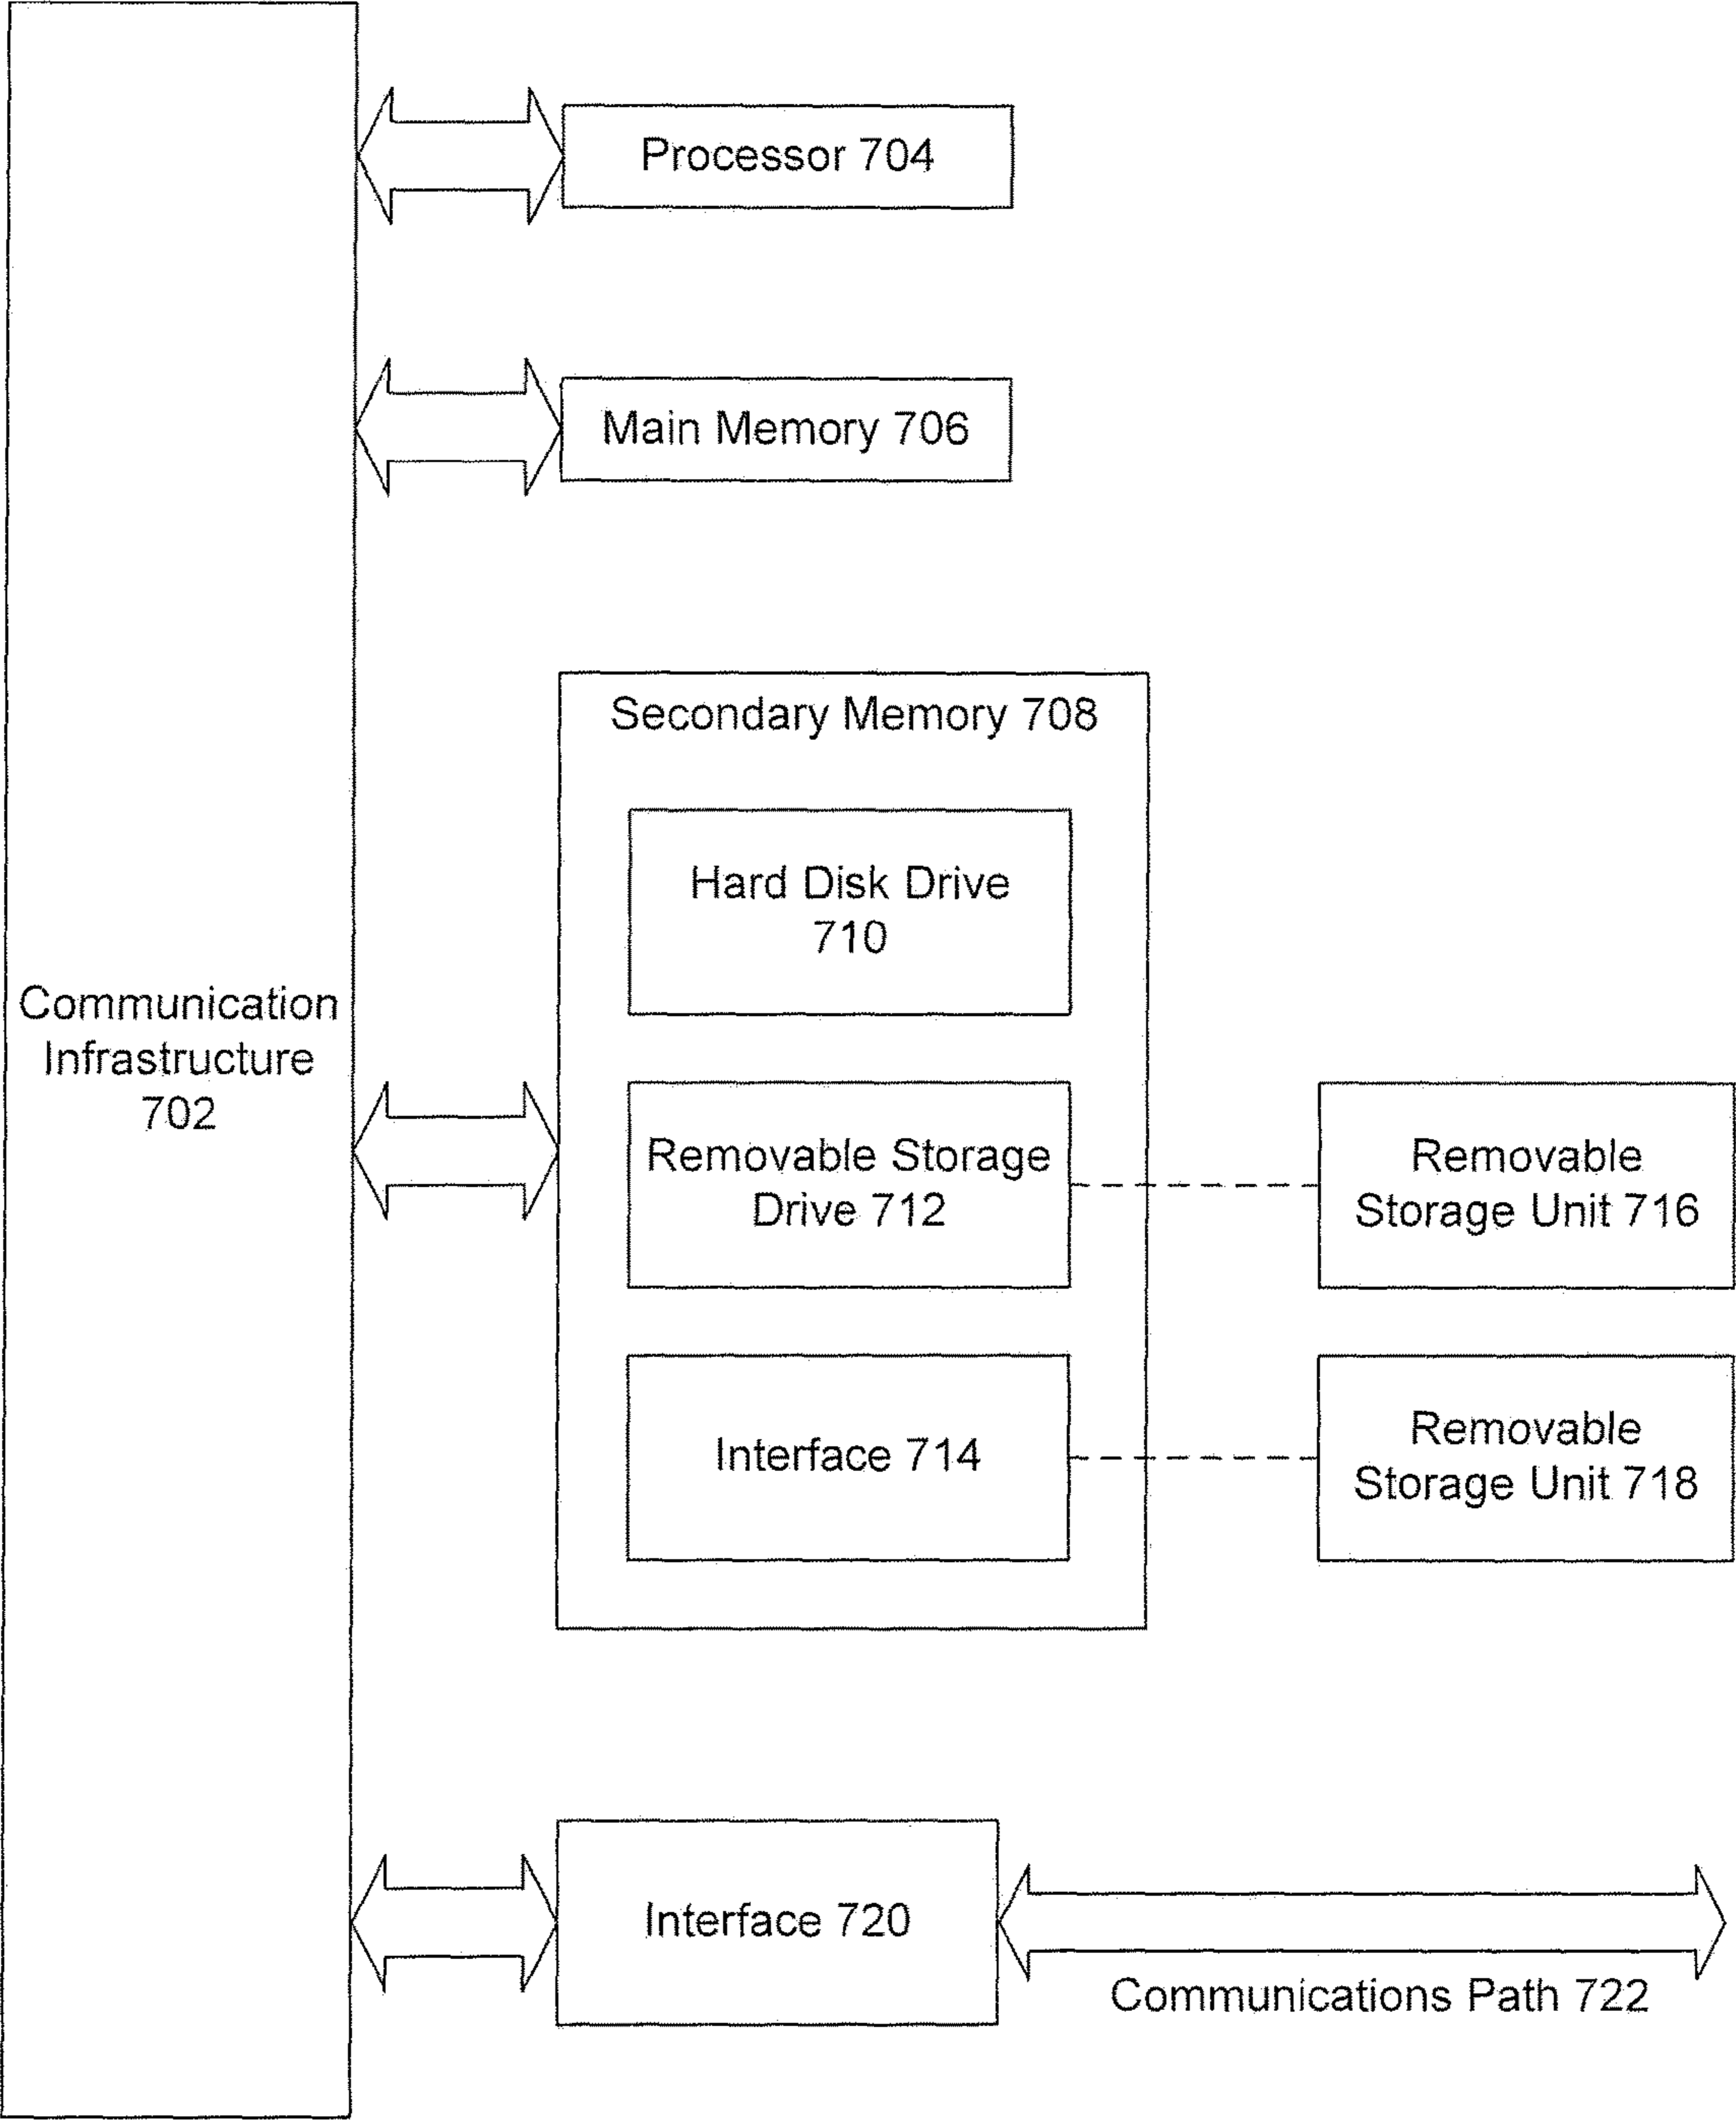 Processor 704
Main Memory 706
Secondary Memory 708
Hard Disk Drive
710
Communication
Infrastructure
702
Removable Storage
Drive 712
Removable
Storage Unit 716
Interface 714
Removable
Storage Unit 718
Interface 720
Communications Path 722